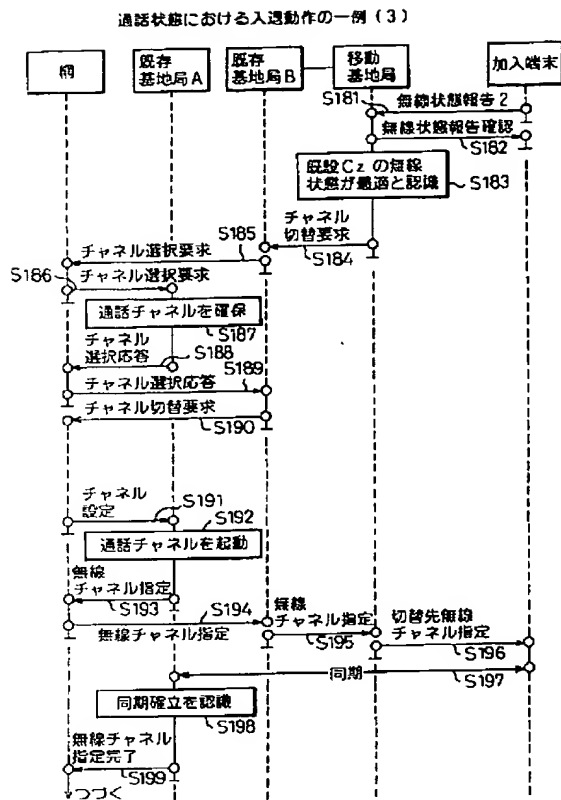 通話状態における入退動作の一例（3）
網
既存
基地局A
既存
基地局B
移動
基地局
加入端末
S181
無線状態報告2
無線状態報告確認
S182
既設Czの無線
状態が最適と認識
S183
チャネル
切替要求
S184
S185
チャネル選択要求
S186
チャネル選択要求
通話チャネルを確保
S187
チャネル
選択応答
S188
S189
チャネル選択応答
チャネル切替要求
S190
チャネル
設定
S191
S192
通話チャネルを起動
無線
チャネル指定
S193
S194
無線チャネル指定
無線
チャネル指定
S195
切替先無線
チャネル指定
S196
同期
S197
同期確立を認識
S198
無線チャネル
指定完了
S199
つづく